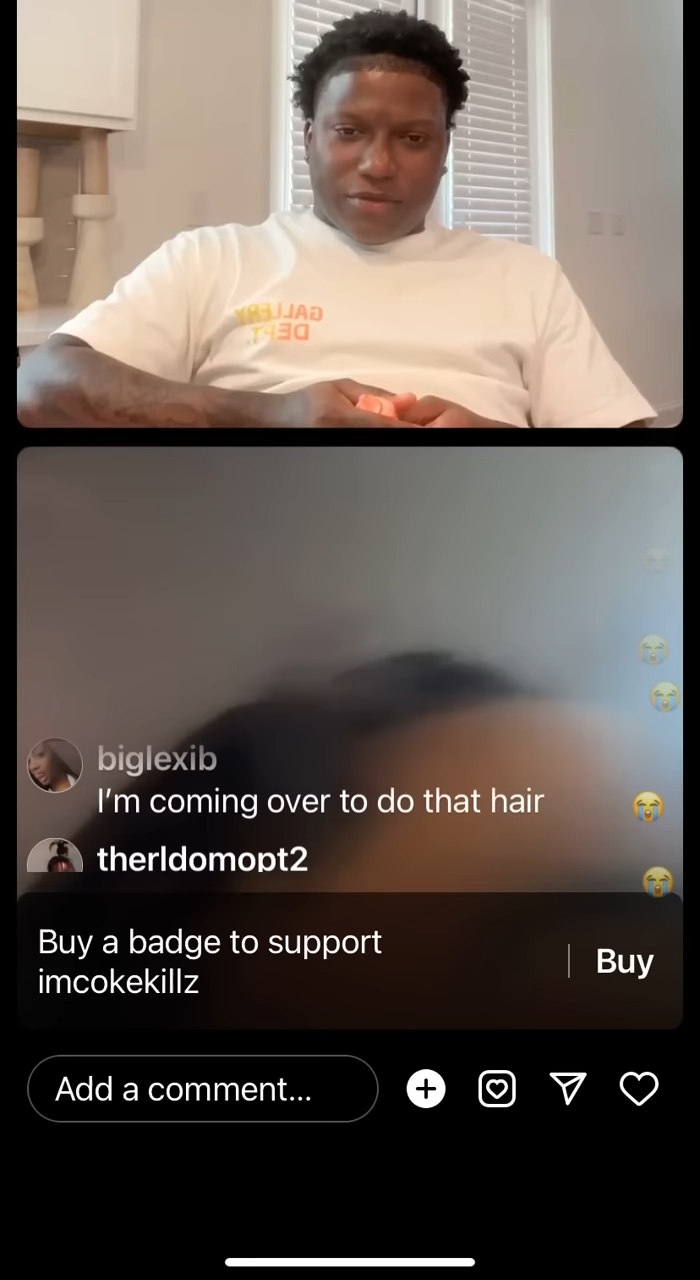 GALLERY
DEPT.
biglexib
I'm coming over to do that hair
therldomopt2
Buy a badge to support
imcokekillz
Buy
Add a comment...